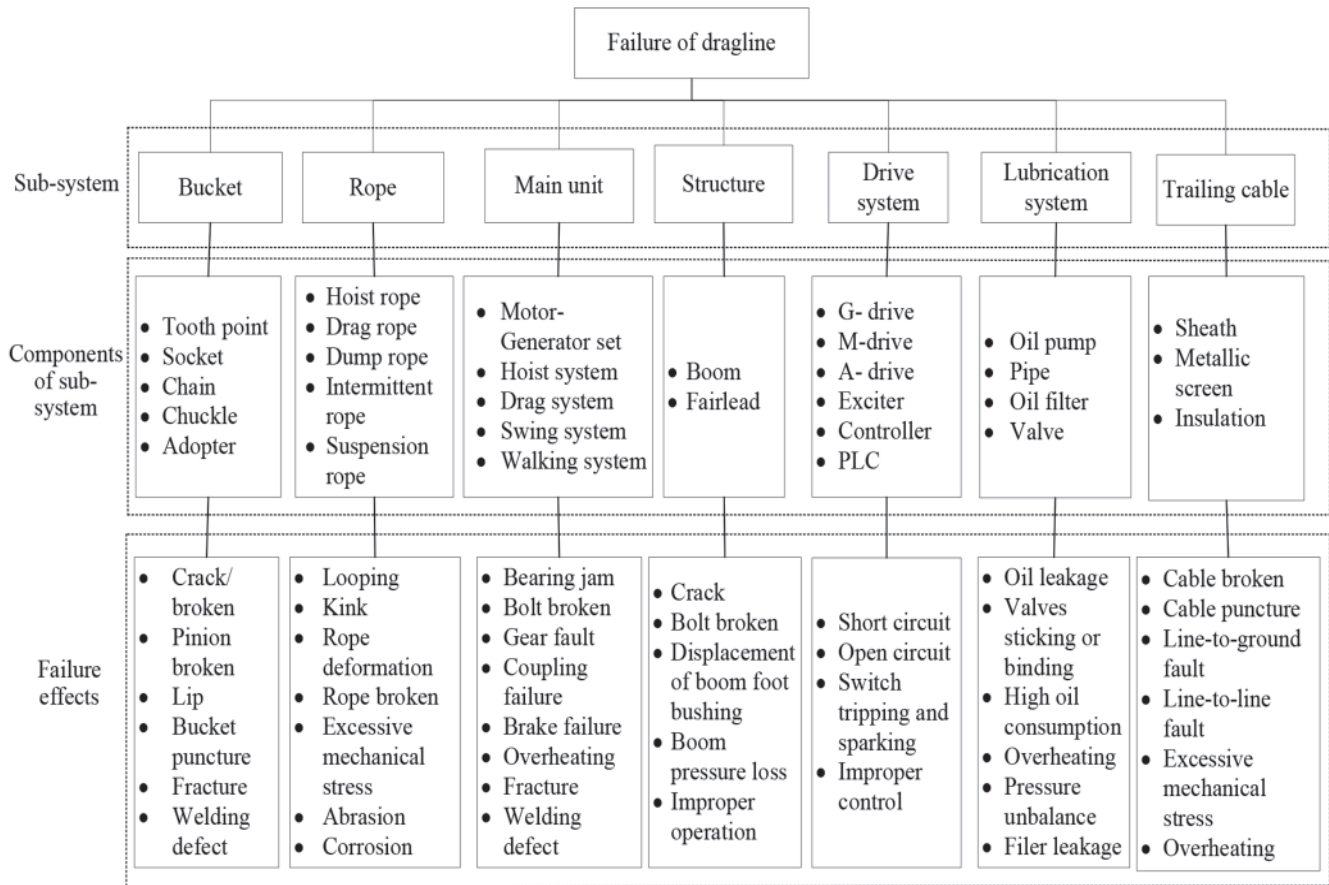 Failure of dragline
Sub-system
Bucket
Rope
Main unit
Structure
Drive
system
Lubrication
system
Trailing cable
Components
of sub-
system
• Tooth point
• Socket
• Chain
• Chuckle
• Adopter
• Hoist rope
• Drag rope
• Dump rope
• Intermittent
rope
• Suspension
rope
• Motor-
Generator set
• Hoist system
• Drag system
• Swing system
• Walking system
• Boom
• Fairlead
• G- drive
• M-drive
• A- drive
• Exciter
• Controller
• PLC
• Oil pump
• Pipe
• Oil filter
• Valve
• Sheath
• Metallic
screen
• Insulation
Failure
effects
• Crack/
broken
• Pinion
broken
• Lip
• Bucket
puncture
• Fracture
• Welding
defect
• Looping
• Kink
• Rope
deformation
• Rope broken
• Excessive
mechanical
stress
• Abrasion
• Corrosion
• Bearing jam
• Bolt broken
• Gear fault
• Coupling
failure
• Brake failure
• Overheating
• Fracture
• Welding
defect
• Crack
• Bolt broken
• Displacement
of boom foot
bushing
• Boom
pressure loss
• Improper
operation
• Short circuit
• Open circuit
• Switch
tripping and
sparking
• Improper
control
• Oil leakage
• Valves
sticking or
binding
• High oil
consumption
• Overheating
• Pressure
unbalance
• Filer leakage
• Cable broken
• Cable puncture
• Line-to-ground
fault
• Line-to-line
fault
• Excessive
mechanical
stress
• Overheating